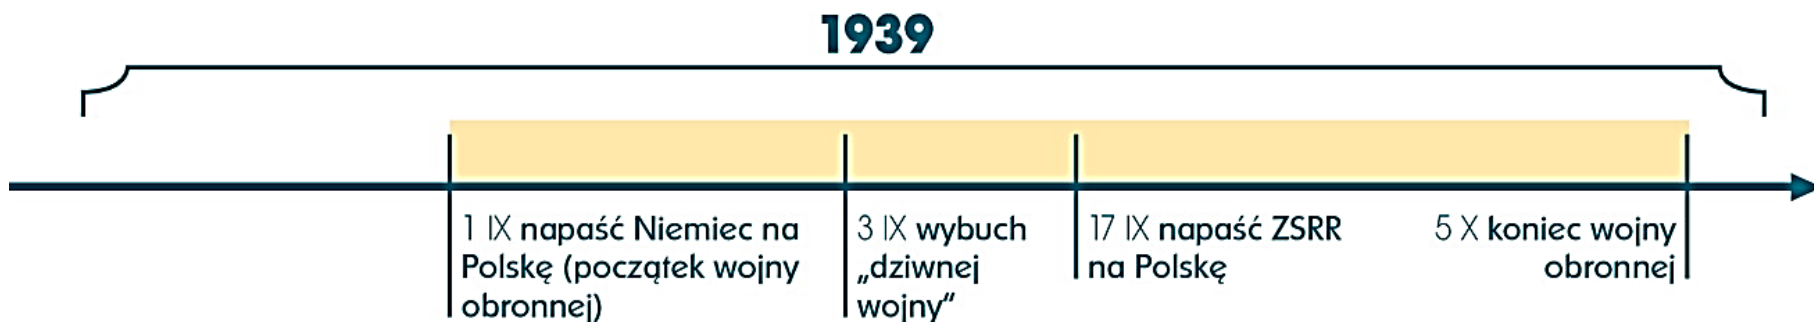 1939
1 IX napaść Niemiec na
Polskę (początek wojny
obronnej)
3 IX wybuch
„dziwnej
wojny“
17 IX napaść ZSRR
na Polskę
5 X koniec wojny
obronnej